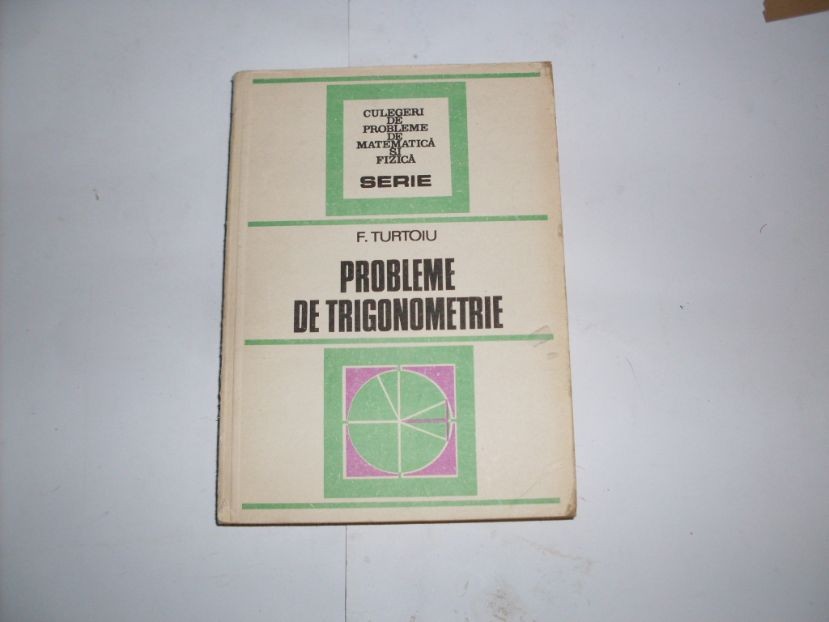 CULEGERI
DE
PROBLEME
DE
MATEMATICĂ
ȘI
FIZICĂ
SERIE
F. TURTOIU
PROBLEME
DE TRIGONOMETRIE